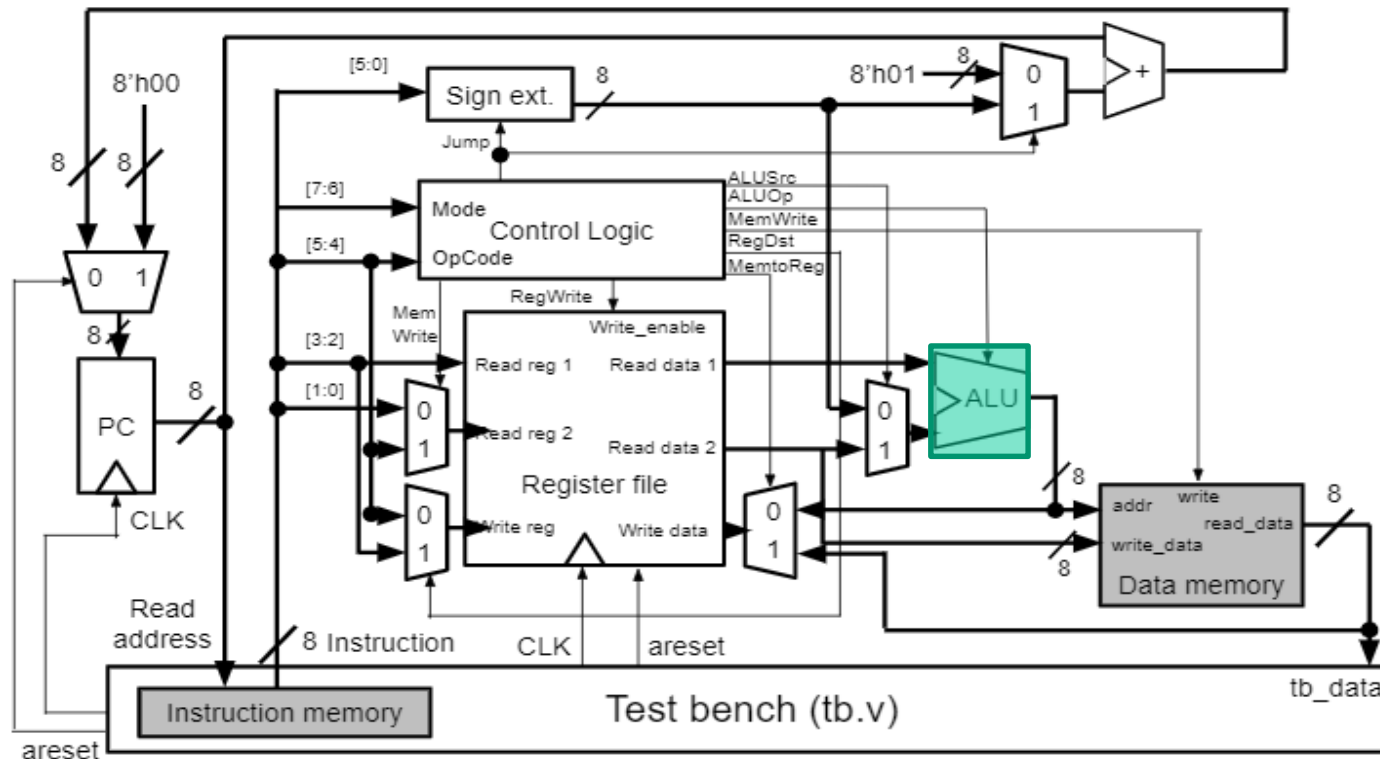 [5:0]
8
8'h01
8
0
1
+
8'h00
Sign ext.
8
8
Jump
[7:6]
Mode
Control Logic
ALUSrc
ALUOp
MemWrite
RegDst
MemtoReg
[5:4]
OpCode
0 1
Mem
Write
RegWrite
Write_enable
8
[3:2]
Read reg 1
Read data 1
[1:0]
0
1
Read reg 2
Read data 2
0
1
ALU
PC
8
Register file
0
1
Write reg
Write data
0
1
8
addr
write
read_data
write_data
8
8
Data memory
CLK
Read
address
8 Instruction
CLK
areset
tb_data
Instruction memory
Test bench (tb.v)
areset